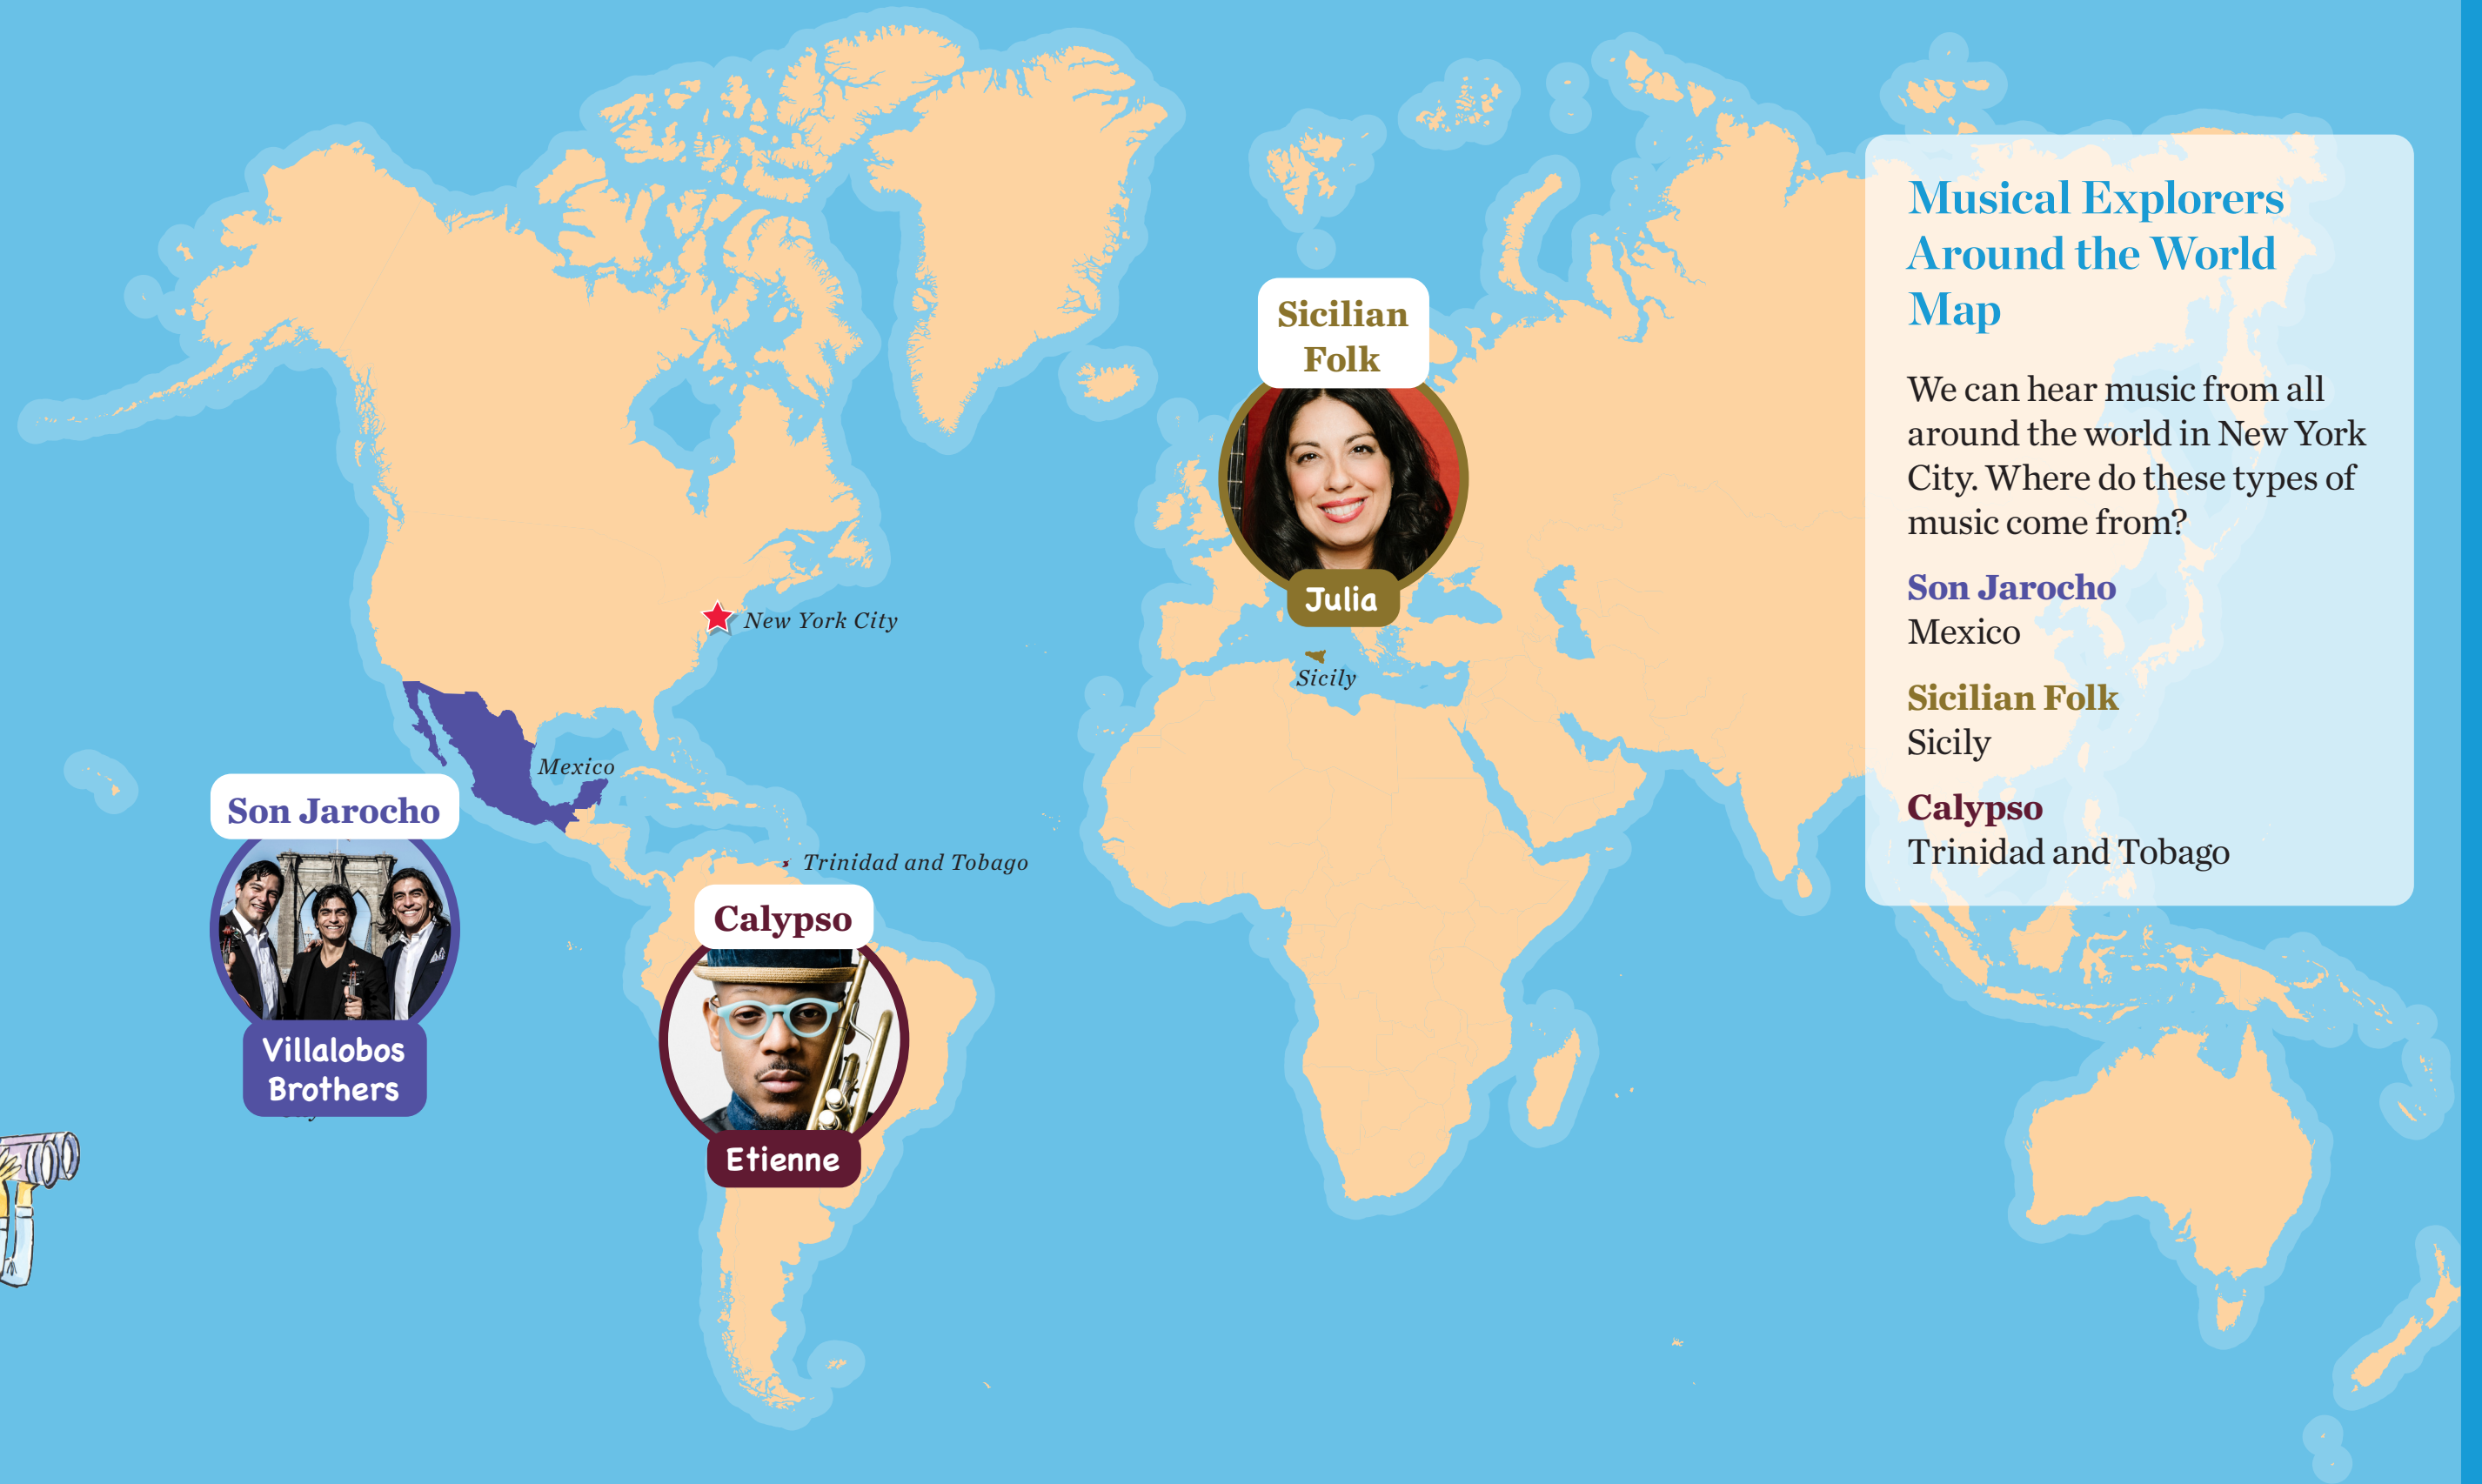 Musical Explorers
Around the World
Map
We can hear music from all
around the world in New York
City. Where do these types of
music come from?
Son Jarocho
Mexico
Sicilian Folk
Sicily
Calypso
Trinidad and Tobago
Sicilian
Folk
Julia
Sicily
New York City
Mexico
Son Jarocho
Villalobos
Brothers
Trinidad and Tobago
Calypso
Etienne